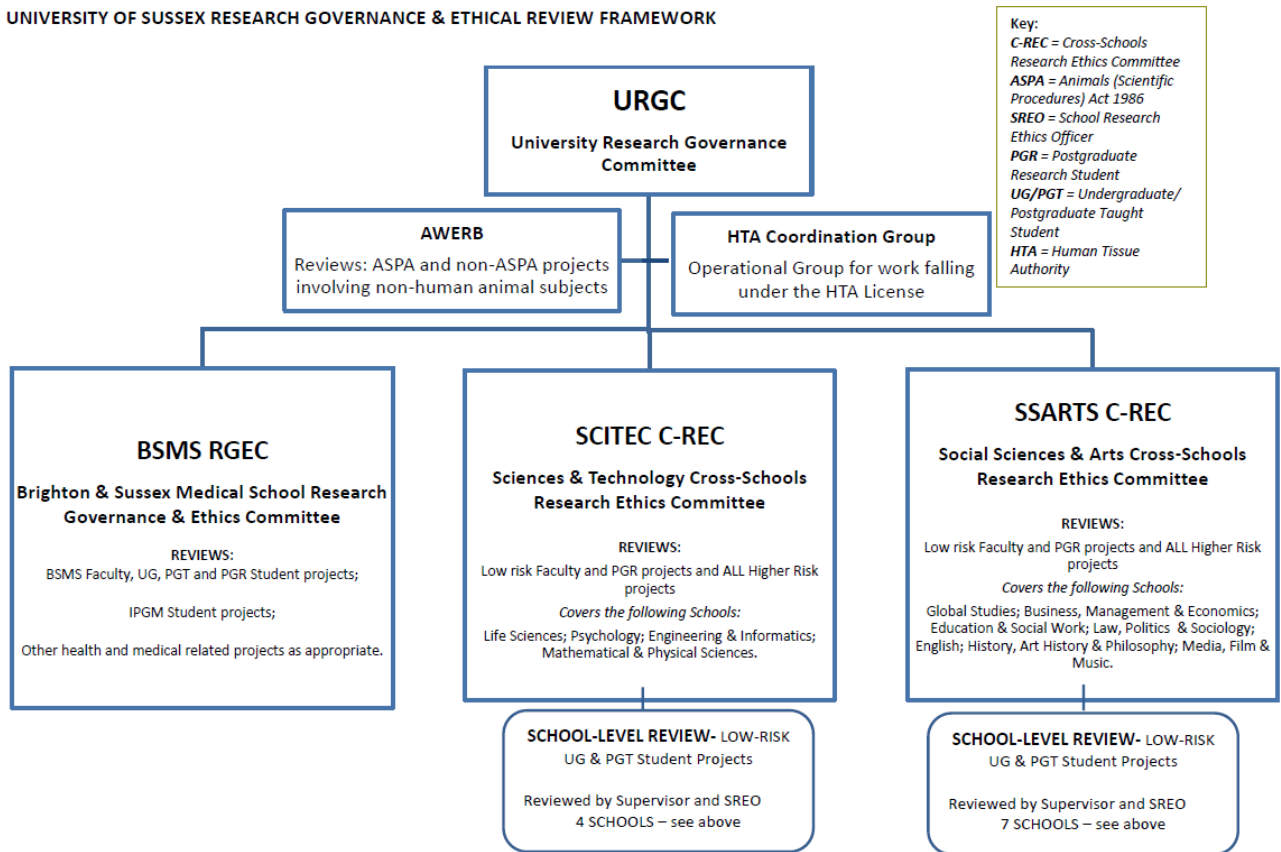 UNIVERSITY OF SUSSEX RESEARCH GOVERNANCE & ETHICAL REVIEW FRAMEWORK
Key:
C-REC = Cross-Schools
Research Ethics Committee
ASPA = Animals (Scientific
Procedures) Act 1986
SREO = School Research
Ethics Officer
PGR = Postgraduate
Research Student
UG/PGT = Undergraduate/
Postgraduate Taught
Student
HTA = Human Tissue
Authority
URGC
University Research Governance
Committee
AWERB
Reviews: ASPA and non-ASPA projects
involving non-human animal subjects
HTA Coordination Group
Operational Group for work falling
under the HTA License
BSMS RGEC
Brighton & Sussex Medical School Research
Governance & Ethics Committee
REVIEWS:
BSMS Faculty, UG, PGT and PGR Student projects;
IPGM Student projects;
Other health and medical related projects as appropriate.
SCITEC C-REC
Sciences & Technology Cross-Schools
Research Ethics Committee
REVIEWS:
Low risk Faculty and PGR projects and ALL Higher Risk
projects
Covers the following Schools:
Life Sciences; Psychology; Engineering & Informatics;
Mathematical & Physical Sciences.
SSARTS C-REC
Social Sciences & Arts Cross-Schools
Research Ethics Committee
REVIEWS:
Low risk Faculty and PGR projects and ALL Higher Risk
projects
Covers the following Schools:
Global Studies; Business, Management & Economics;
Education & Social Work; Law, Politics & Sociology;
English; History, Art History & Philosophy; Media, Film &
Music.
SCHOOL-LEVEL REVIEW- LOW-RISK
UG & PGT Student Projects
Reviewed by Supervisor and SREO
4 SCHOOLS – see above
SCHOOL-LEVEL REVIEW- LOW-RISK
UG & PGT Student Projects
Reviewed by Supervisor and SREO
7 SCHOOLS – see above